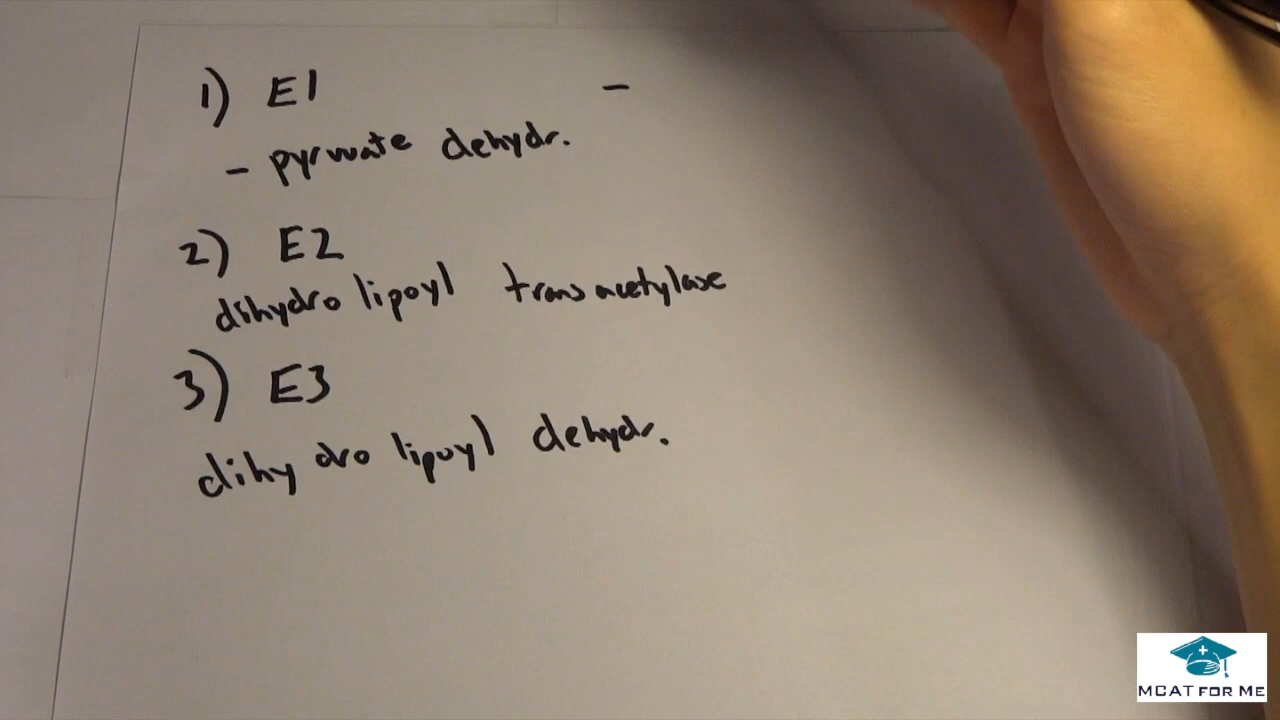 1) E1 -
- pyruvate dehydr.
2) E2
dihydro lipoyl transacetylase
3) E3
dihydro lipoyl dehydr.
MCAT FOR ME